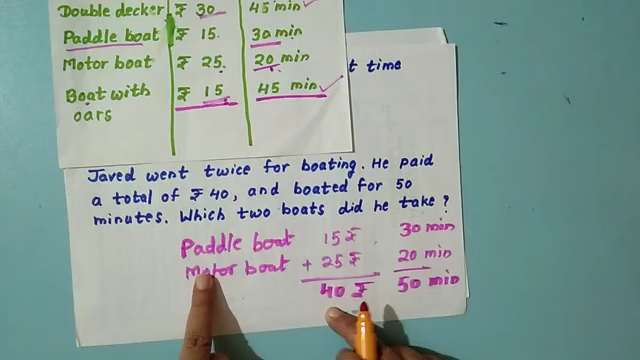 Double decker ₹ 30 45 min
Paddle boat ₹ 15. 30 min
Motor boat ₹ 25. 20 min
Boat with ₹ 15 45 min
oars
t time
Javed went twice for boating. He paid
a total of ₹ 40, and boated for 50
minutes. Which two boats did he take?
Paddle boat 15₹ 30 min
Motor boat + 25₹ 20 min
40 ₹ 50 min